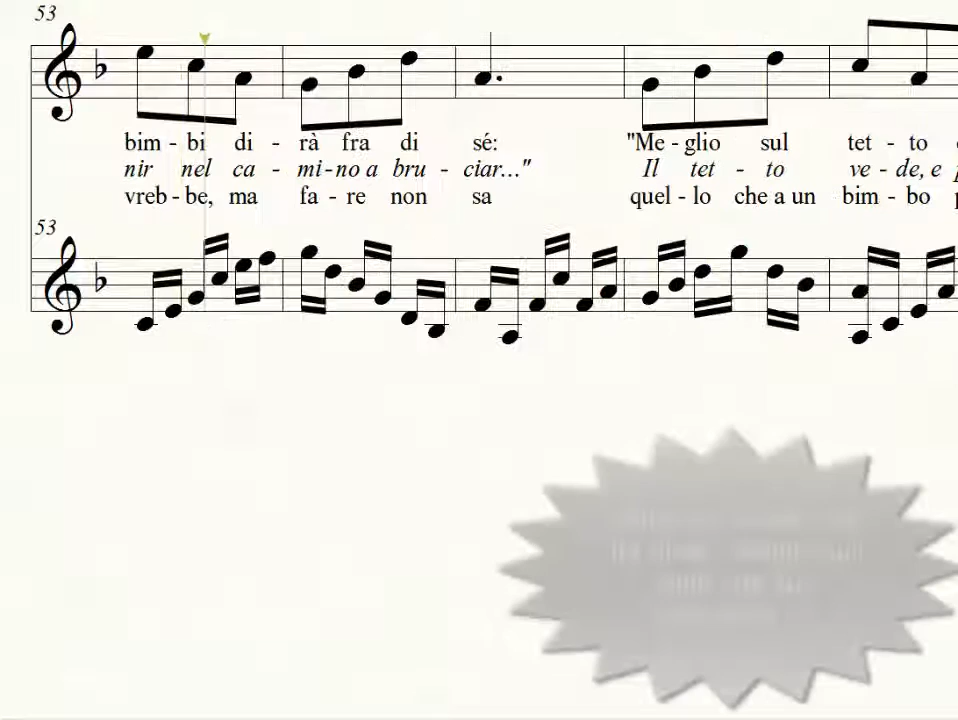 53
bim - bi di - rà fra di sé: "Me - glio sul tet - to
nir nel ca - mi - no a bru - ciar..." Il tet - to ve - de, e
vreb - be, ma fa - re non sa quel - lo che a un bim - bo
53